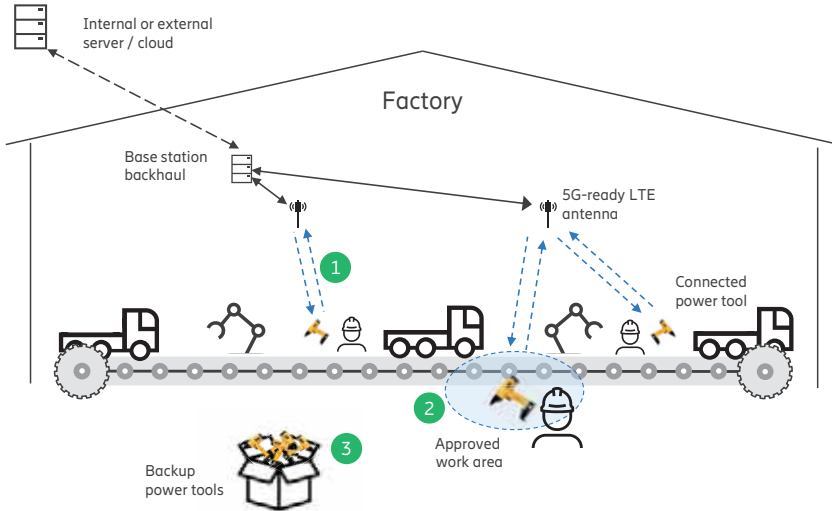 Internal or external
server / cloud
Factory
Base station
backhaul
5G-ready LTE
antenna
1
Connected
power tool
2
Approved
work area
3
Backup
power tools